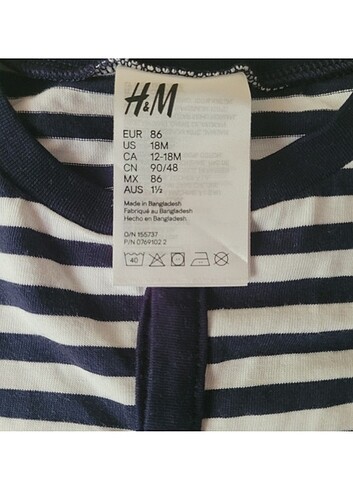 H&M
EUR 86
US 18M
CA 12-18M
CN 90/48
MX 86
AUS 1½
Made in Bangladesh
Fabriqué au Bangladesh
Hecho en Bangladesh
O/N 155737
P/N 0769102 2
40